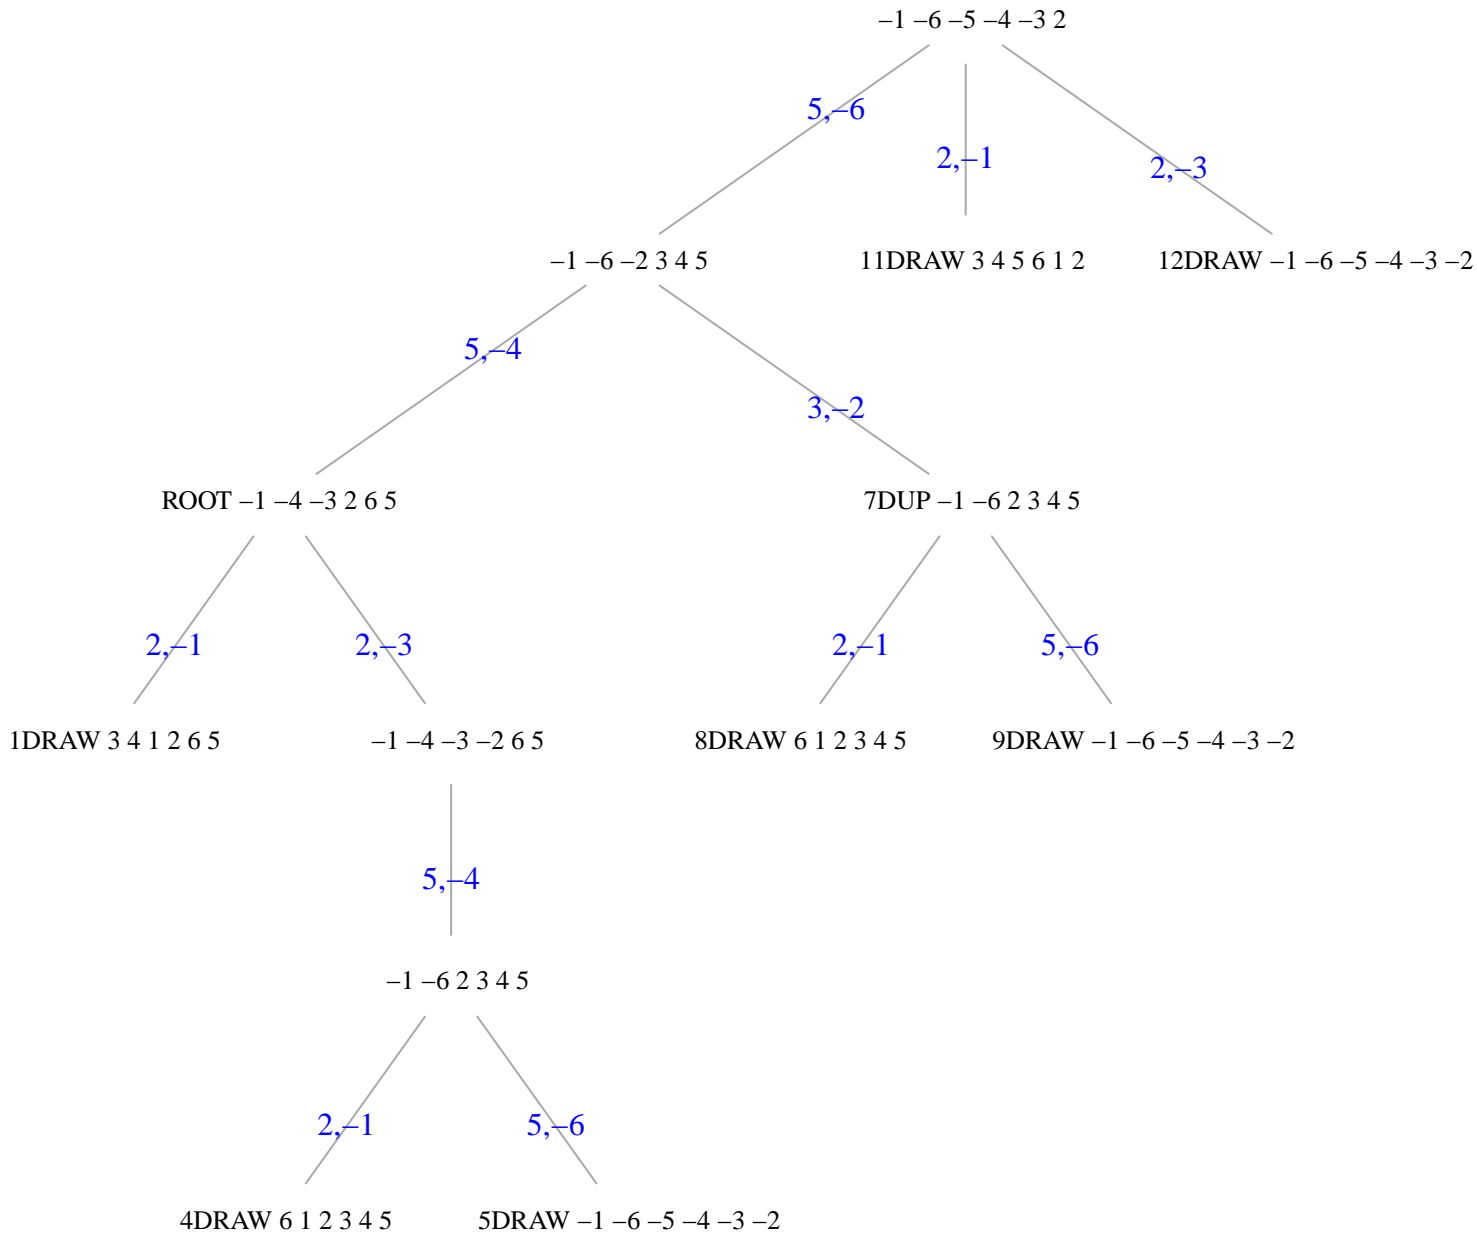 –1 –6 –5 –4 –3 2
5,–6
2,–1
2,–3
–1 –6 –2 3 4 5
11DRAW 3 4 5 6 1 2
12DRAW –1 –6 –5 –4 –3 –2
5,–4
3,–2
ROOT –1 –4 –3 2 6 5
7DUP –1 –6 2 3 4 5
2,–1
2,–3
2,–1
5,–6
1DRAW 3 4 1 2 6 5
–1 –4 –3 –2 6 5
8DRAW 6 1 2 3 4 5
9DRAW –1 –6 –5 –4 –3 –2
5,–4
–1 –6 2 3 4 5
2,–1
5,–6
4DRAW 6 1 2 3 4 5
5DRAW –1 –6 –5 –4 –3 –2